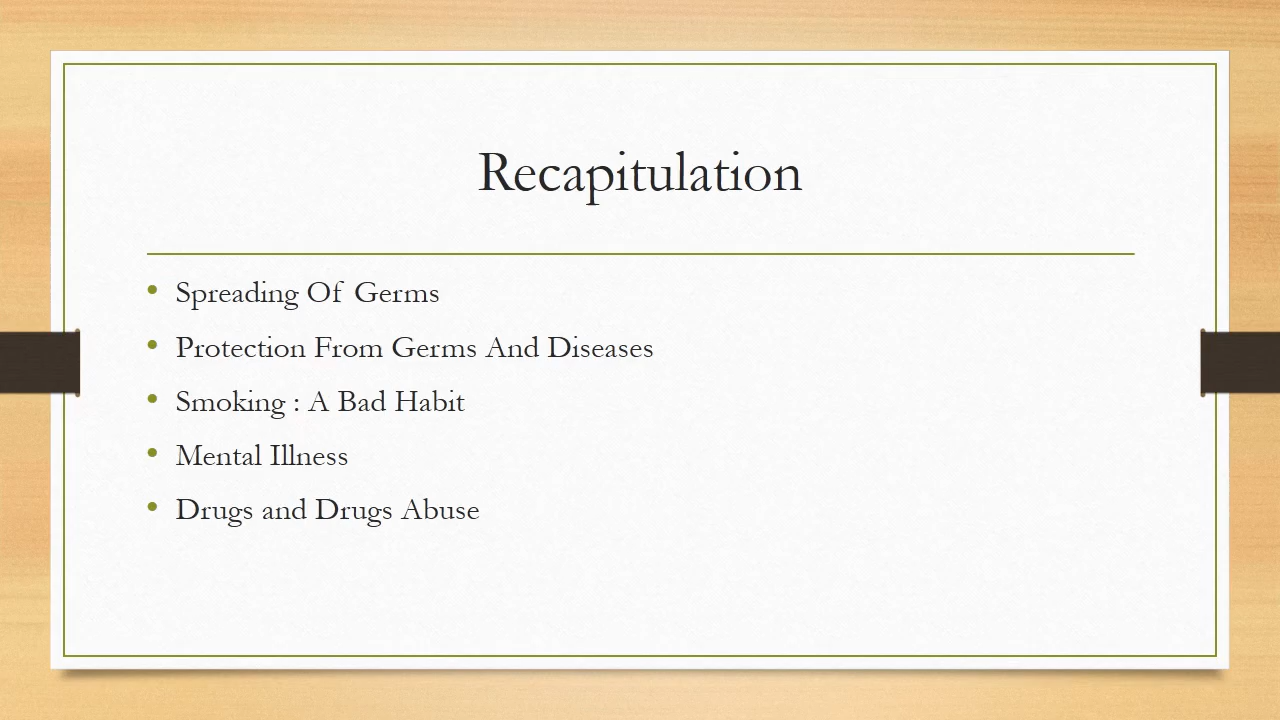 Recapitulation
• Spreading Of Germs
• Protection From Germs And Diseases
• Smoking : A Bad Habit
• Mental Illness
• Drugs and Drugs Abuse